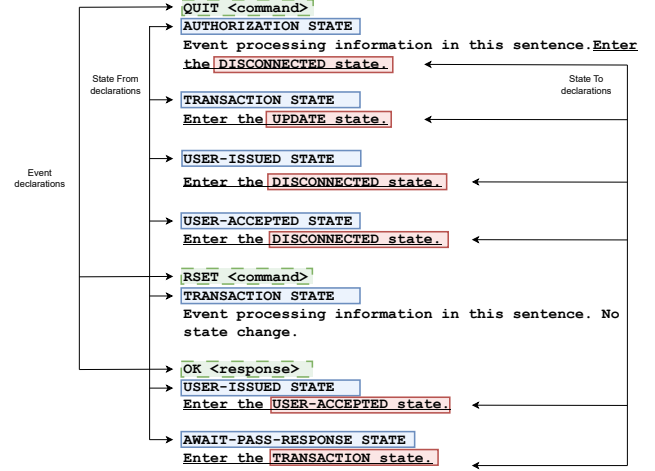 QUIT <command>
AUTHORIZATION STATE
Event processing information in this sentence. Enter
the DISCONNECTED state.
State From
declarations
State To
declarations
TRANSACTION STATE
Enter the UPDATE state.
USER-ISSUED STATE
Event
declarations
Enter the DISCONNECTED state.
USER-ACCEPTED STATE
Enter the DISCONNECTED state.
RSET <command>
TRANSACTION STATE
Event processing information in this sentence. No
state change.
OK <response>
USER-ISSUED STATE
Enter the USER-ACCEPTED state.
AWAIT-PASS-RESPONSE STATE
Enter the TRANSACTION state.